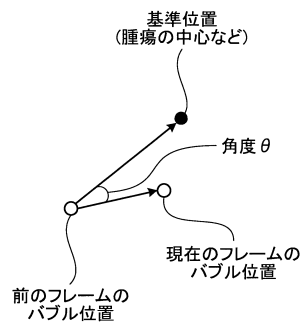 基準位置
(腫瘍の中心など)
角度θ
現在のフレームの
バブル位置
前のフレームの
バブル位置